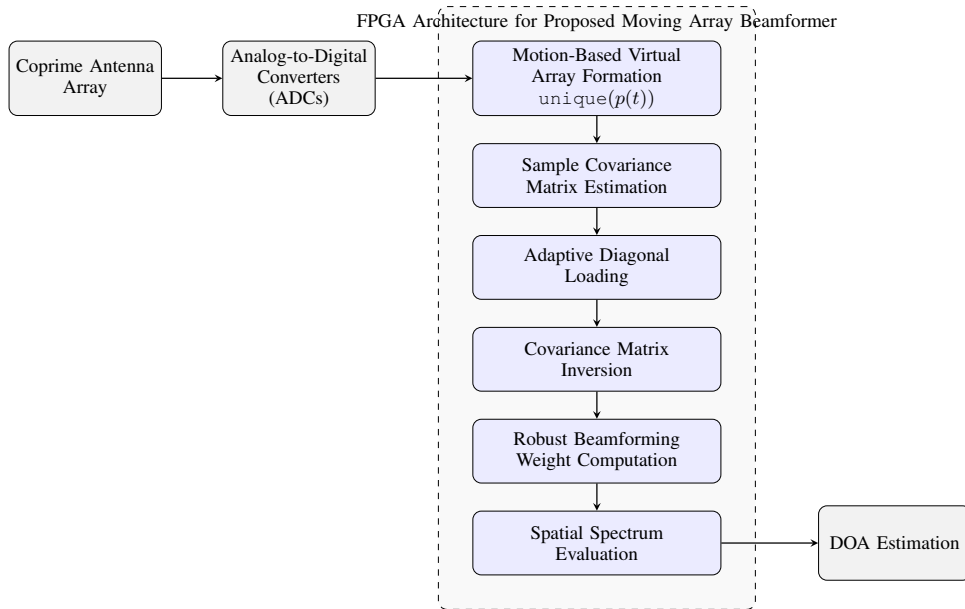 FPGA Architecture for Proposed Moving Array Beamformer
Coprime Antenna
Array
Analog-to-Digital
Converters
(ADCs)
Motion-Based Virtual
Array Formation
unique(p(t))
Sample Covariance
Matrix Estimation
Adaptive Diagonal
Loading
Covariance Matrix
Inversion
Robust Beamforming
Weight Computation
Spatial Spectrum
Evaluation
DOA Estimation